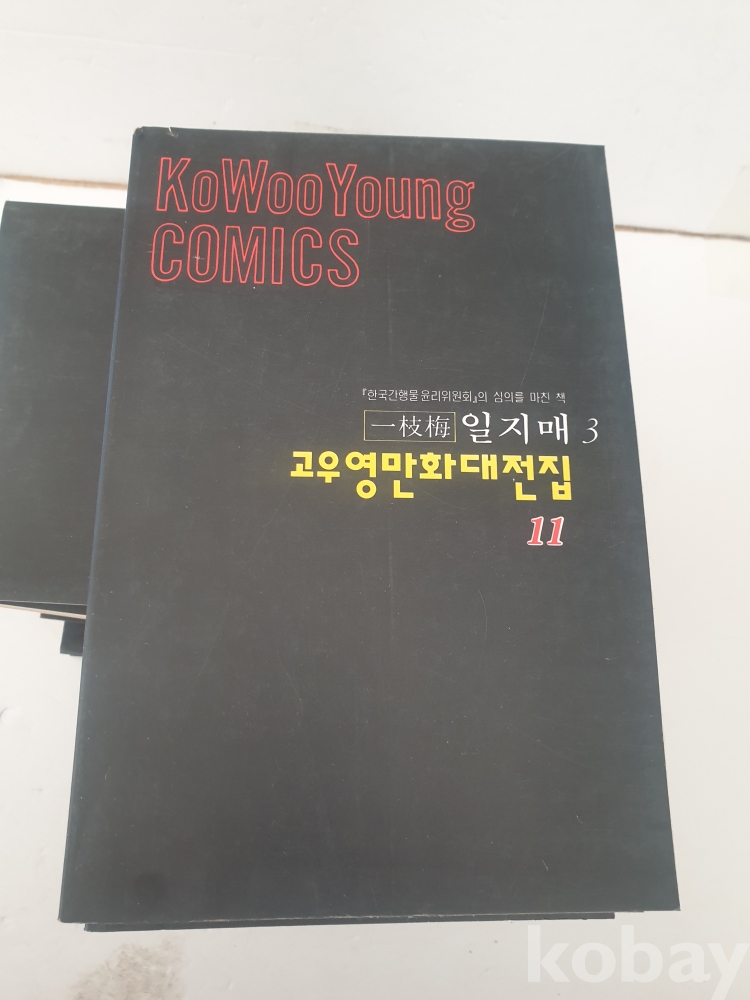 KoWooYoung
COMICS
『한국간행물 윤리위원회』의 심의를 마친 책
一枝梅 일지매 3
고우영만화대전집
11
kobay